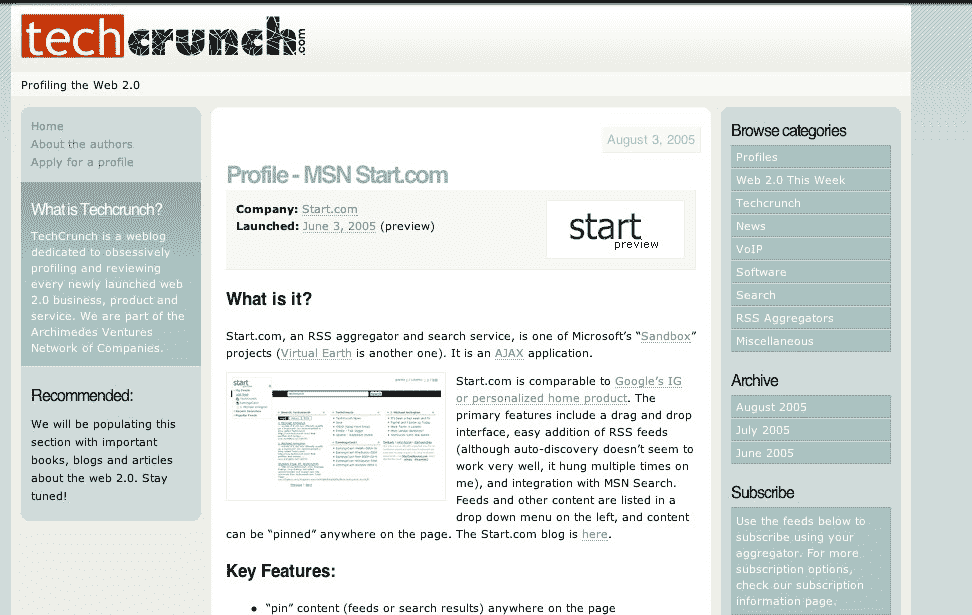 techcrunch.com
Profiling the Web 2.0
Home
About the authors
Apply for a profile
What is Techcrunch?
TechCrunch is a weblog
dedicated to obsessively
profiling and reviewing
every newly launched web
2.0 business, product and
service. We are part of the
Archimedes Ventures
Network of Companies.
Recommended:
We will be populating this
section with important
books, blogs and articles
about the web 2.0. Stay
tuned!
August 3, 2005
Profile - MSN Start.com
Company: Start.com
Launched: June 3, 2005 (preview)
start
preview
What is it?
Start.com, an RSS aggregator and search service, is one of Microsoft’s “Sandbox”
projects (Virtual Earth is another one). It is an AJAX application.
start
Start.com is comparable to Google’s IG
or personalized home product. The
primary features include a drag and drop
interface, easy addition of RSS feeds
(although auto-discovery doesn’t seem to
work very well, it hung multiple times on
me), and integration with MSN Search.
Feeds and other content are listed in a
drop down menu on the left, and content
can be “pinned” anywhere on the page. The Start.com blog is here.
Key Features:
• “pin” content (feeds or search results) anywhere on the page
Browse categories
Profiles
Web 2.0 This Week
Techcrunch
News
VoIP
Software
Search
RSS Aggregators
Miscellaneous
Archive
August 2005
July 2005
June 2005
Subscribe
Use the feeds below to
subscribe using your
aggregator. For more
subscription options,
check our subscription
information page.